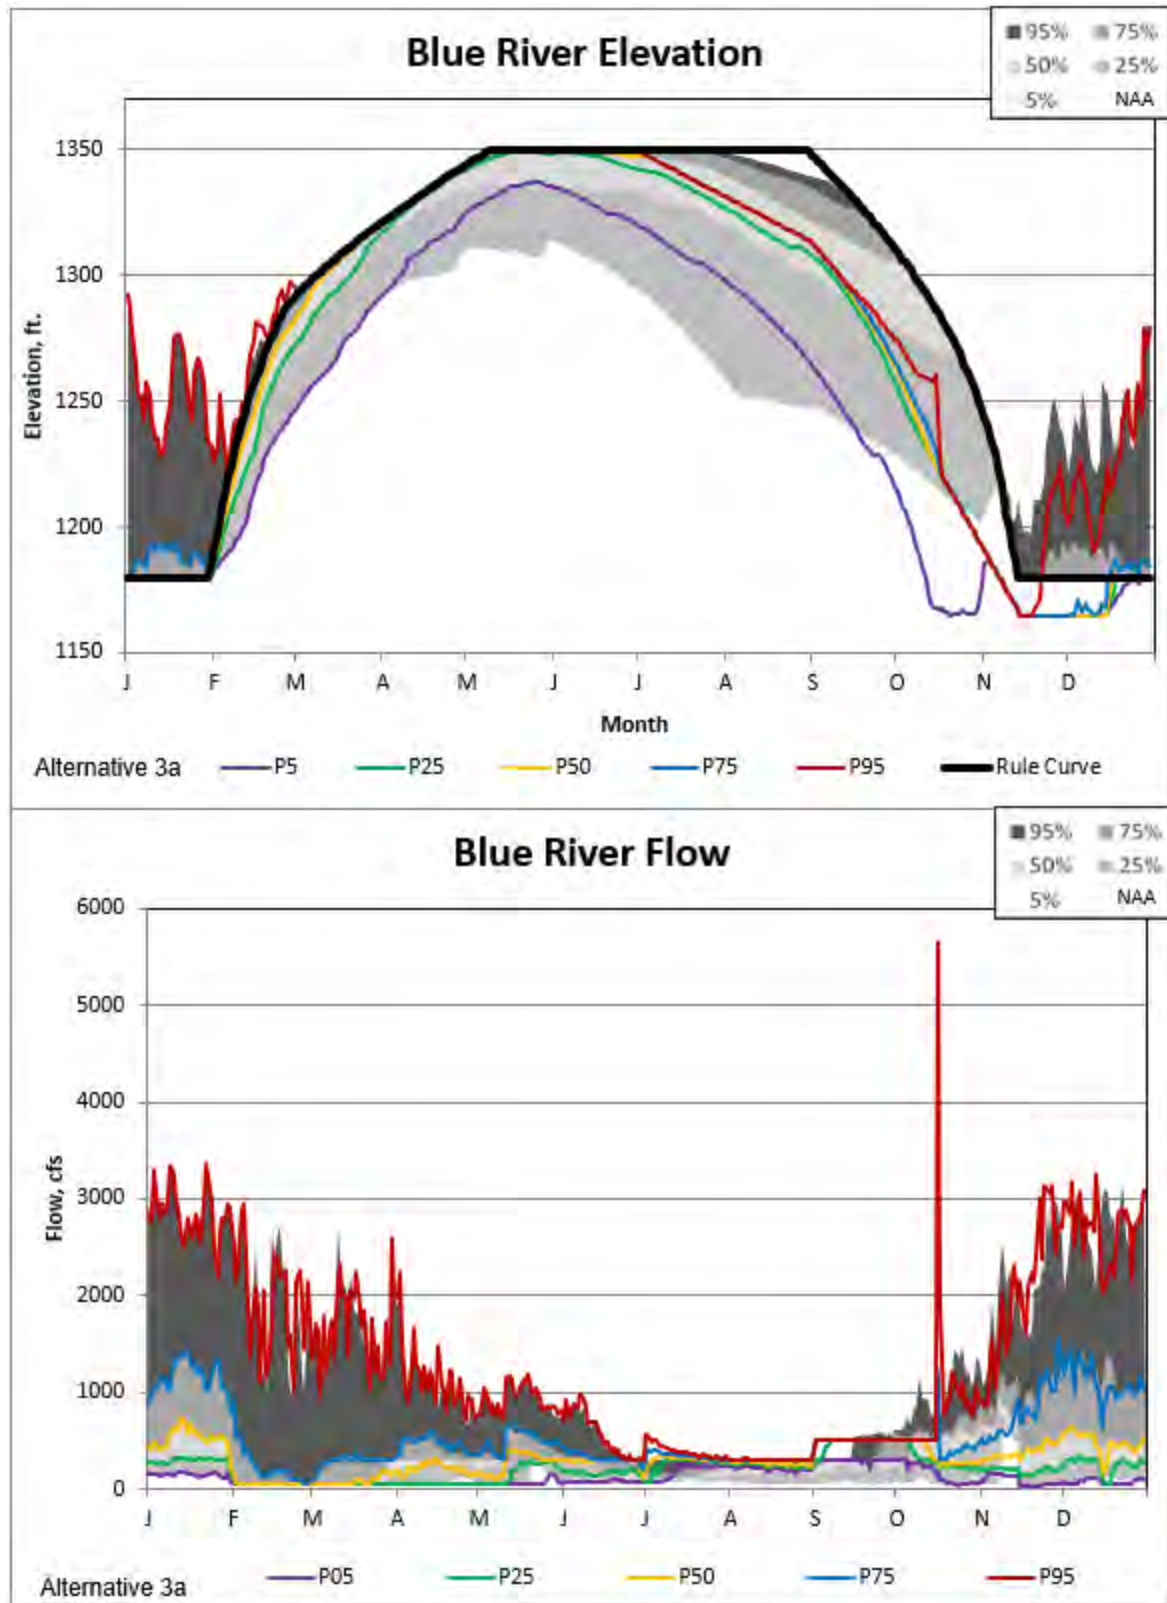 Blue River Elevation
95% 75%
50% 25%
5% NAA
1350
1300
1250
1200
1150
Elevation, ft.
J F M A M J J A S O N D
Month
Alternative 3a P5 P25 P50 P75 P95 Rule Curve
Blue River Flow
95% 75%
50% 25%
5% NAA
6000
5000
4000
3000
2000
1000
0
Flow, cfs
J F M A M J J A S O N D
Alternative 3a P05 P25 P50 P75 P95